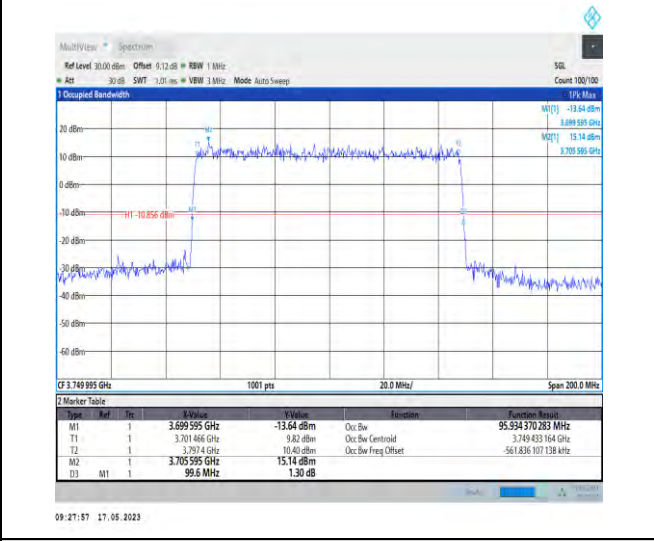 MultiView Spectrum
Ref Level 30.00 dBm Offset 9.12 dB RBW 1 MHz SGL
Att 30 dB SWT 1.01 ms VBW 3 MHz Mode Auto Sweep Count 100/100
1 Occupied Bandwidth 1Pk Max
M1[1] -13.64 dBm
3.699 595 GHz
M2[1] 15.14 dBm
3.705 595 GHz
20 dBm
M2
T1 T2
10 dBm
0 dBm
-10 dBm H1 -10.856 dBm M1 D3
-20 dBm
-30 dBm
-40 dBm
-50 dBm
-60 dBm
CF 3.749 995 GHz 1001 pts 20.0 MHz/ Span 200.0 MHz
2 Marker Table
Type Ref Trc X-Value Y-Value Function Function Result
M1 1 3.699 595 GHz -13.64 dBm Occ Bw 95.934 370 283 MHz
T1 1 3.701 466 GHz 9.82 dBm Occ Bw Centroid 3.749 433 164 GHz
T2 1 3.797 4 GHz 10.40 dBm Occ Bw Freq Offset -561.836 107 138 kHz
M2 1 3.705 595 GHz 15.14 dBm
D3 M1 1 99.6 MHz 1.30 dB
09:27:57 17.05.2023